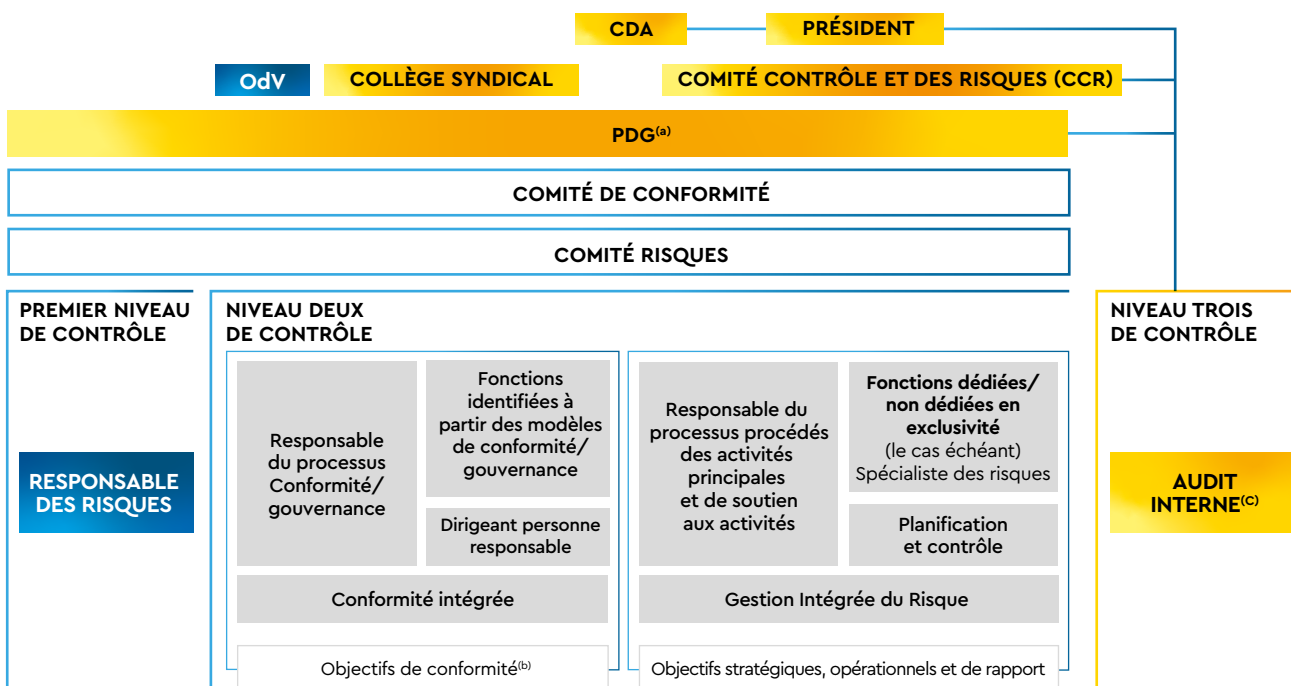 CDA
PRÉSIDENT
OdV
COLLÈGE SYNDICAL
COMITÉ CONTRÔLE ET DES RISQUES (CCR)
PDG(a)
COMITÉ DE CONFORMITÉ
COMITÉ RISQUES
PREMIER NIVEAU
DE CONTRÔLE
RESPONSABLE
DES RISQUES
NIVEAU DEUX
DE CONTRÔLE
Responsable
du processus
Conformité/
gouvernance
Fonctions
identifiées à
partir des modèles
de conformité/
gouvernance
Dirigeant personne
responsable
Conformité intégrée
Objectifs de conformité(b)
Responsable du
processus procédés
des activités
principales
et de soutien
aux activités
Fonctions dédiées/
non dédiées en
exclusivité
(le cas échéant)
Spécialiste des risques
Planification
et contrôle
Gestion Intégrée du Risque
Objectifs stratégiques, opérationnels et de rapport
NIVEAU TROIS
DE CONTRÔLE
AUDIT
INTERNE(C)